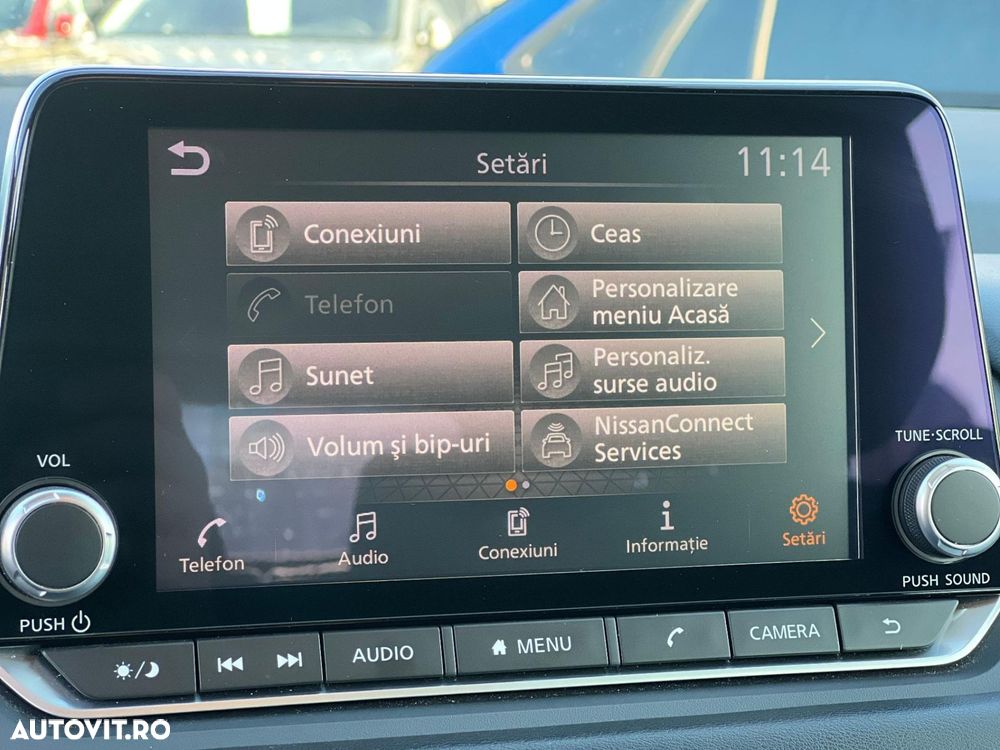 Setări
11:14
Conexiuni
Ceas
Telefon
Personalizare
meniu Acasă
Sunet
Personaliz.
surse audio
Volum şi bip-uri
NissanConnect
Services
VOL
TUNE·SCROLL
Telefon
Audio
Conexiuni
Informație
Setări
PUSH
PUSH SOUND
AUDIO
MENU
CAMERA
AUTOVIT.RO